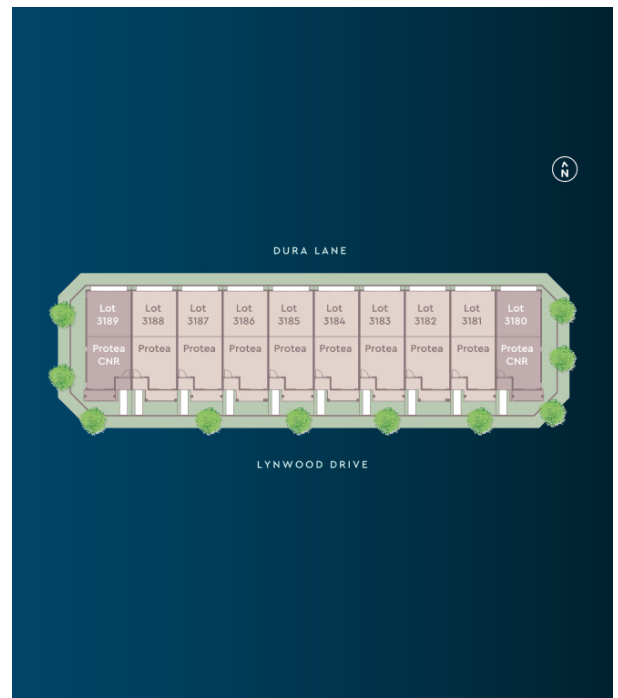 N
DURA LANE
Lot 3189
Lot 3188
Lot 3187
Lot 3186
Lot 3185
Lot 3184
Lot 3183
Lot 3182
Lot 3181
Lot 3180
Protea CNR
Protea
Protea
Protea
Protea
Protea
Protea
Protea
Protea
Protea CNR
LYNWOOD DRIVE